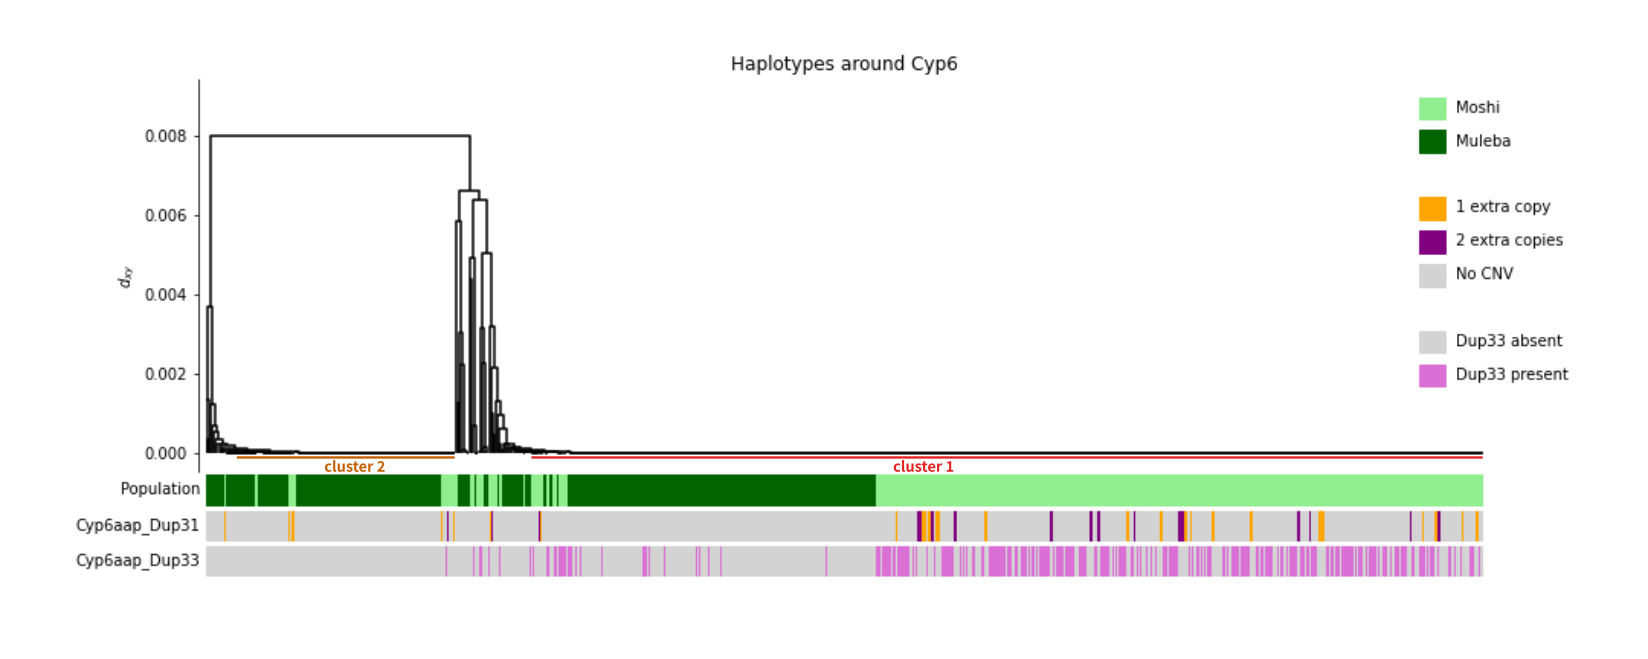 Haplotypes around Cyp6
0.008
0.006
0.004
0.002
0.000
dxy
Moshi
Muleba
1 extra copy
2 extra copies
No CNV
Dup33 absent
Dup33 present
cluster 2
cluster 1
Population
Cyp6aap_Dup31
Cyp6aap_Dup33